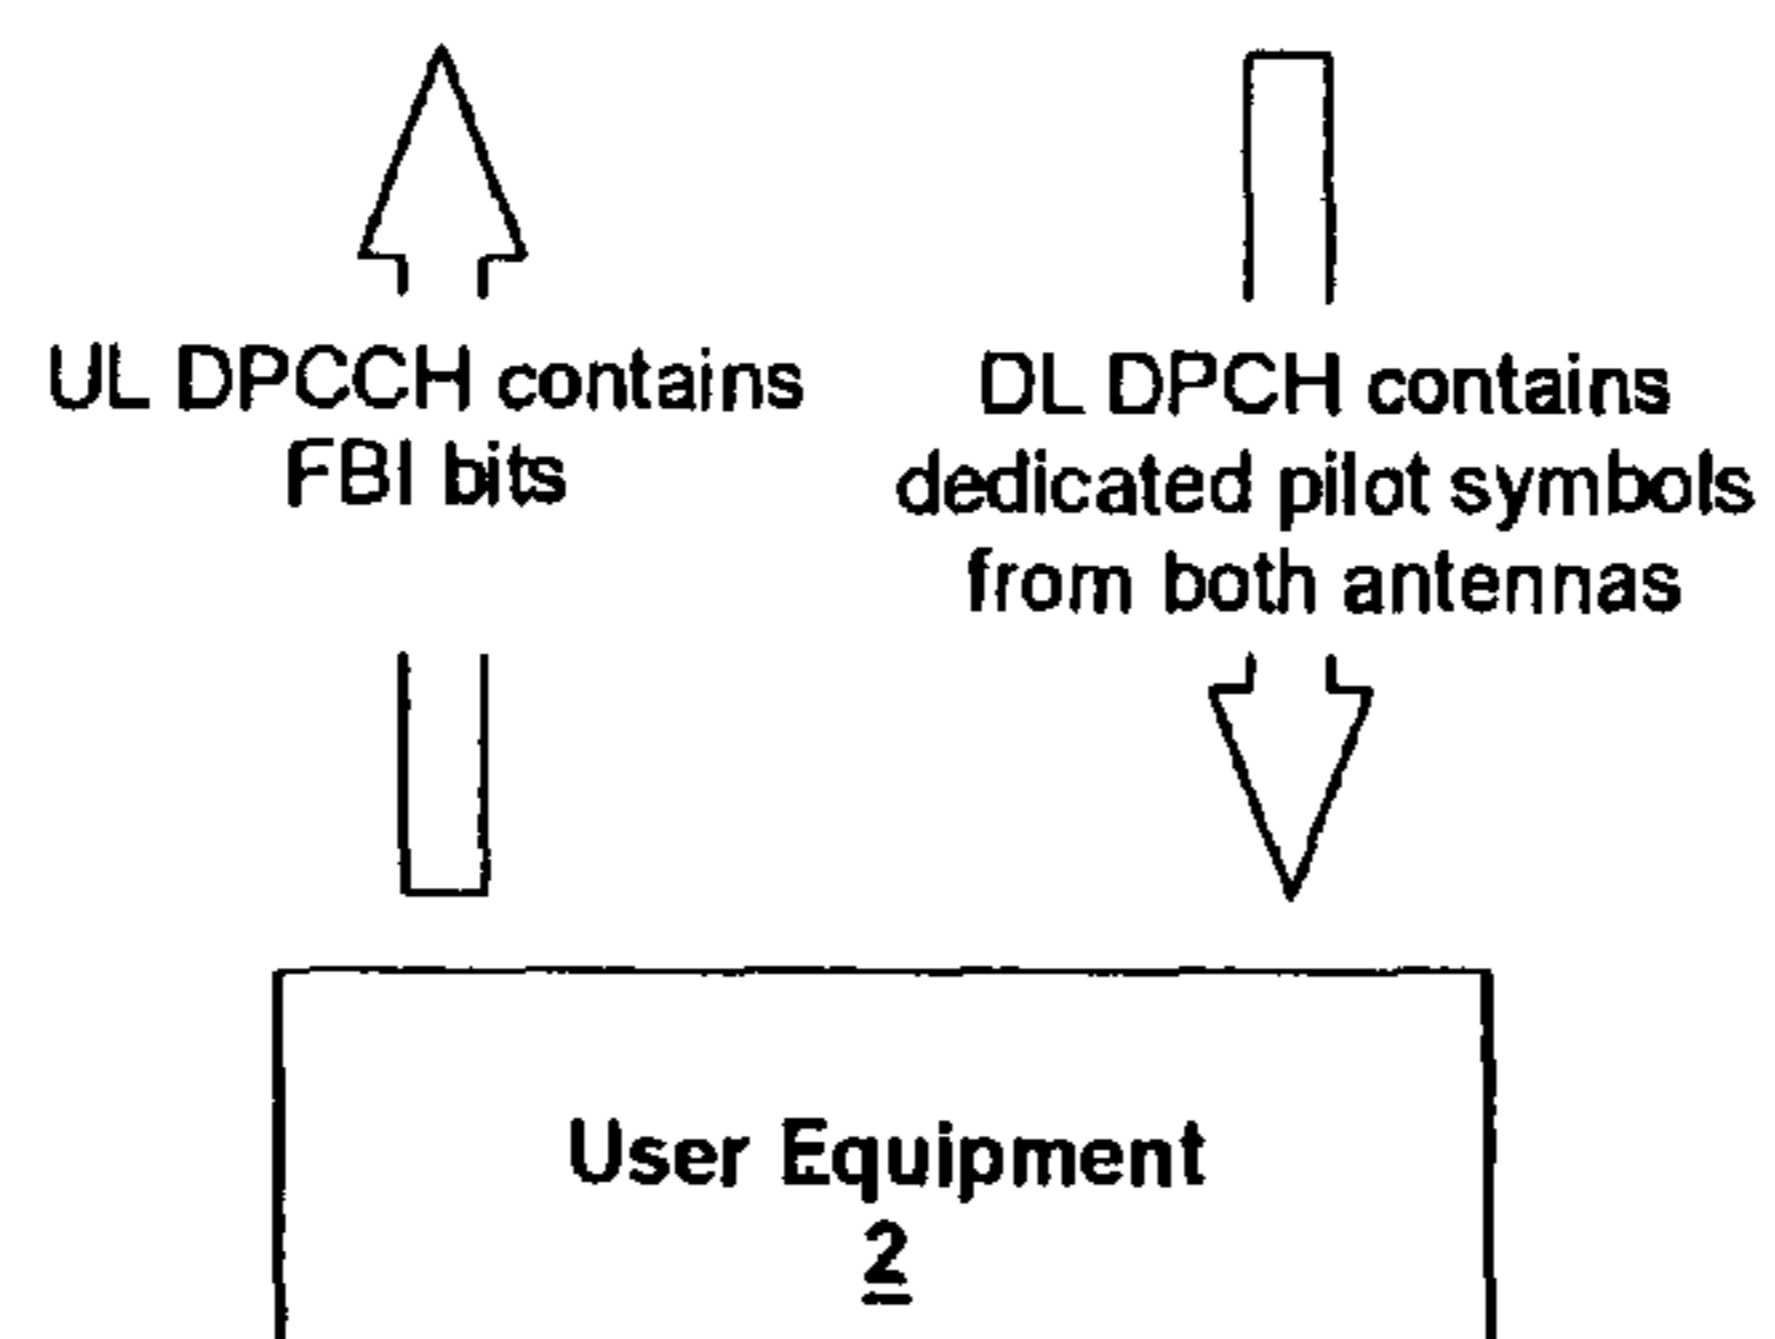 UL DPCCH contains
FBI bits
DL DPCH contains
dedicated pilot symbols
from both antennas
User Equipment
2